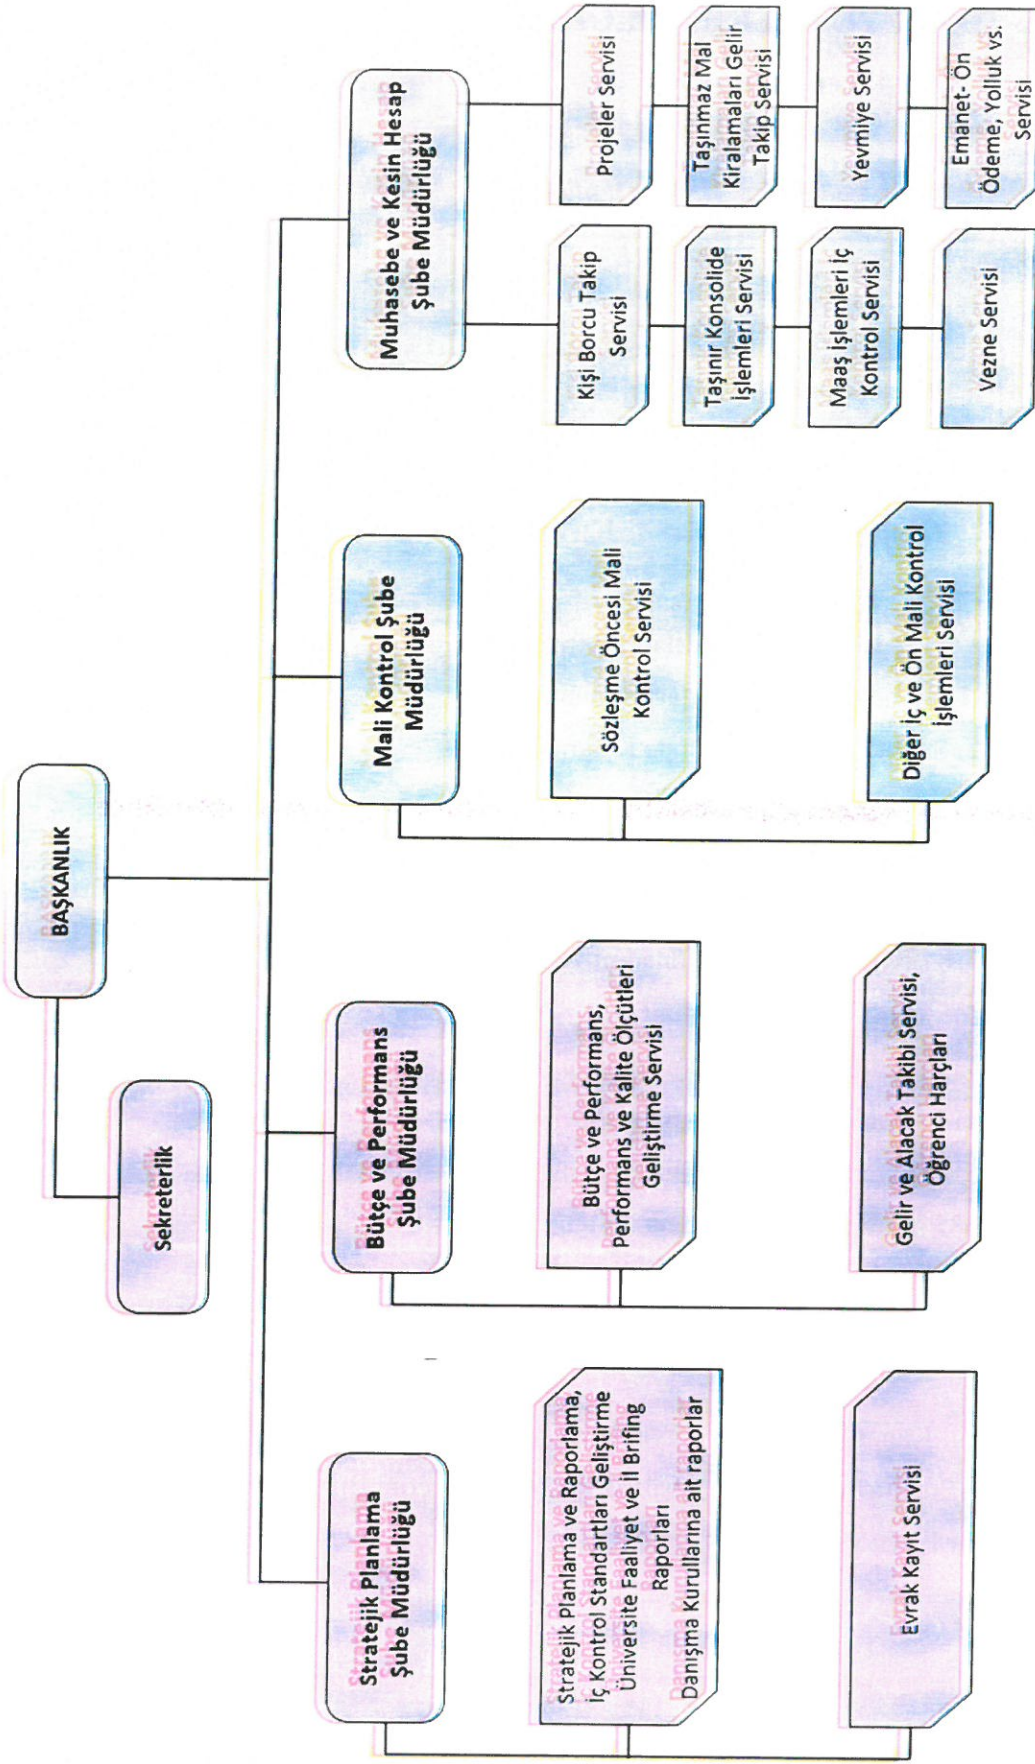 BAŞKANLIK
Sekreterlik
Stratejik Planlama
Şube Müdürlüğü
Stratejik Planlama ve Raporlama,
İç Kontrol Standartları Geliştirme
Üniversite Faaliyet ve İl Brifing
Raporları
Danışma Kurullarına ait raporlar
Evrak Kayıt Servisi
Bütçe ve Performans
Şube Müdürlüğü
Bütçe ve Performans,
Performans ve Kalite Ölçütleri
Geliştirme Servisi
Gelir ve Alacak Takibi Servisi,
Öğrenci Harçları
Mali Kontrol Şube
Müdürlüğü
Sözleşme Öncesi Mali
Kontrol Servisi
Diğer İç ve Ön Mali Kontrol
İşlemleri Servisi
Muhasebe ve Kesin Hesap
Şube Müdürlüğü
Kişi Borcu Takip
Servisi
Taşınır Konsolide
İşlemleri Servisi
Maaş İşlemleri İç
Kontrol Servisi
Vezne Servisi
Projeler Servisi
Taşınmaz Mal
Kiralamaları Gelir
Takip Servisi
Yevmiye Servisi
Emanet- Ön
Ödeme, Yolluk vs.
Servisi